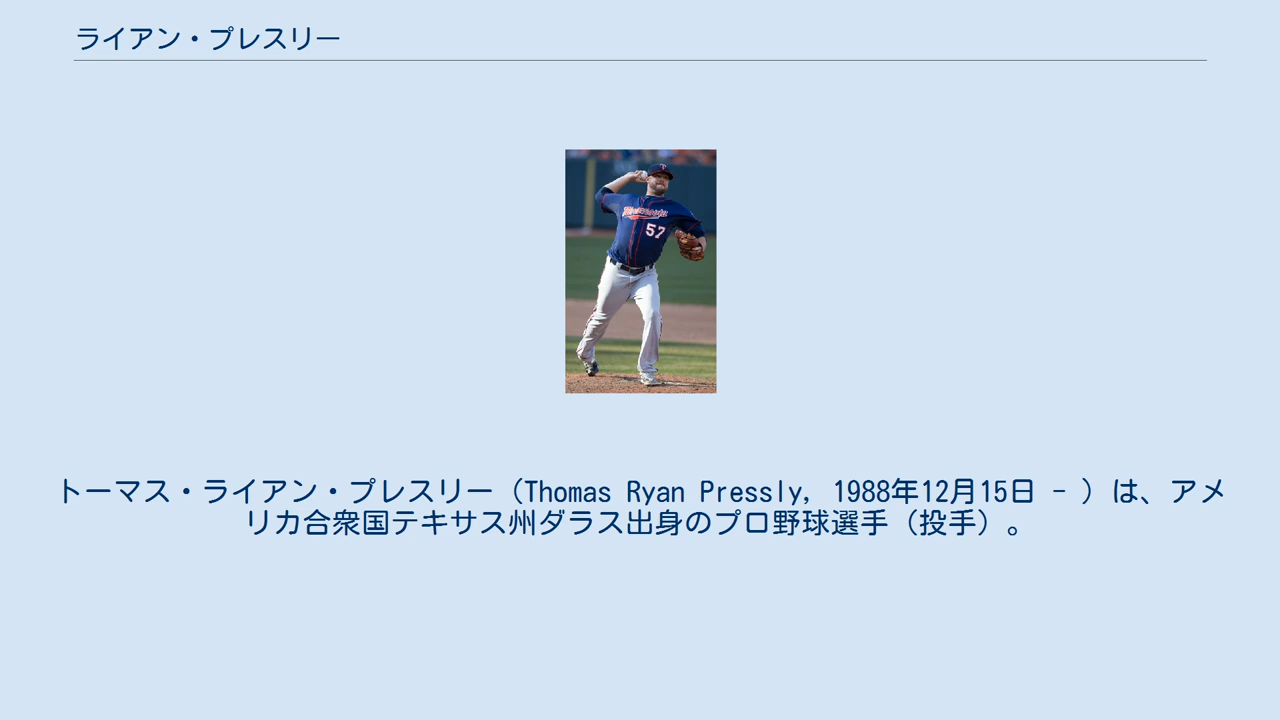 ライアン・プレスリー
Minnesota
57
トーマス・ライアン・プレスリー（Thomas Ryan Pressly, 1988年12月15日 - ）は、アメ
リカ合衆国テキサス州ダラス出身のプロ野球選手（投手）。